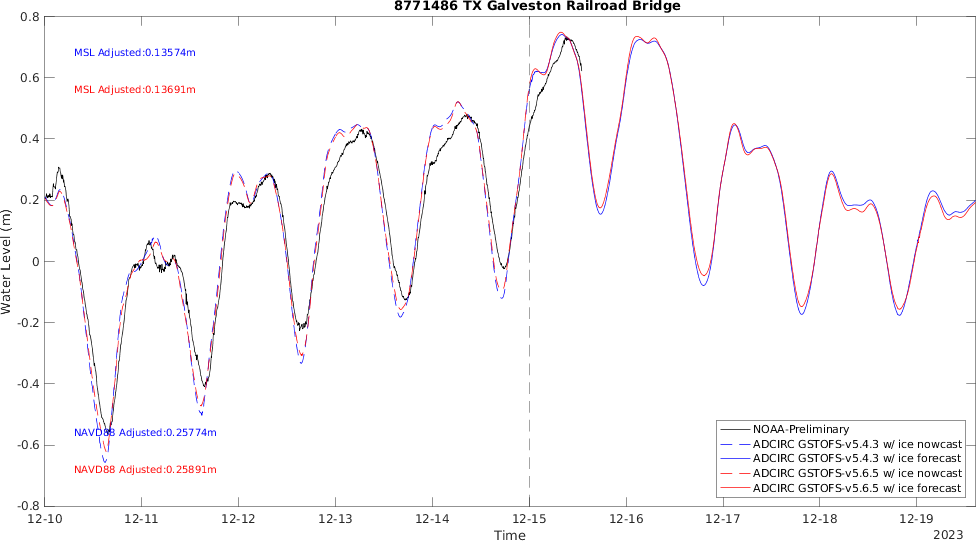 8771486 TX Galveston Railroad Bridge
0.8
0.6
0.4
0.2
0
-0.2
-0.4
-0.6
-0.8
Water Level (m)
MSL Adjusted:0.13574m
MSL Adjusted:0.13691m
NAVD88 Adjusted:0.25774m
NAVD88 Adjusted:0.25891m
NOAA-Preliminary
ADCIRC GSTOFS-v5.4.3 w/ ice nowcast
ADCIRC GSTOFS-v5.4.3 w/ ice forecast
ADCIRC GSTOFS-v5.6.5 w/ ice nowcast
ADCIRC GSTOFS-v5.6.5 w/ ice forecast
12-10 12-11 12-12 12-13 12-14 12-15 12-16 12-17 12-18 12-19
Time
2023